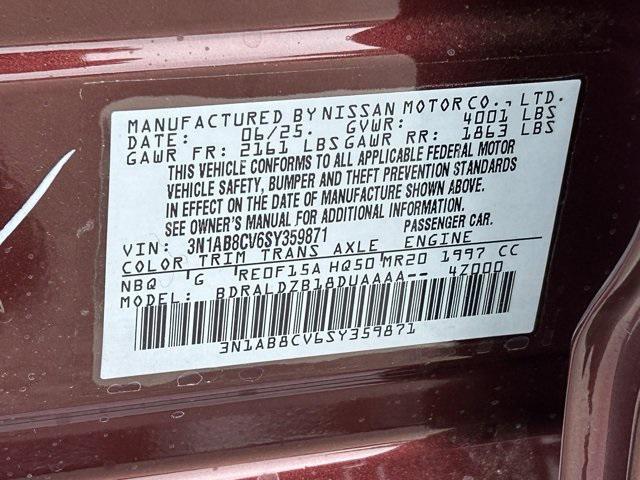 MANUFACTURED BY NISSAN MOTOR CO., LTD.
DATE: 06/25. GVWR: 4001 LBS
GAWR FR: 2161 LBS GAWR RR: 1863 LBS
THIS VEHICLE CONFORMS TO ALL APPLICABLE FEDERAL MOTOR
VEHICLE SAFETY, BUMPER AND THEFT PREVENTION STANDARDS
IN EFFECT ON THE DATE OF MANUFACTURE SHOWN ABOVE.
SEE OWNER'S MANUAL FOR ADDITIONAL INFORMATION.
VIN: 3N1AB8CV6SY359871 PASSENGER CAR.
COLOR TRIM TRANS AXLE ENGINE
NBQ G RE0F15A HQ50 MR20 1997 CC
MODEL: BDRALDZB18DUAAAA-- 4Z000
3N1AB8CV6SY359871